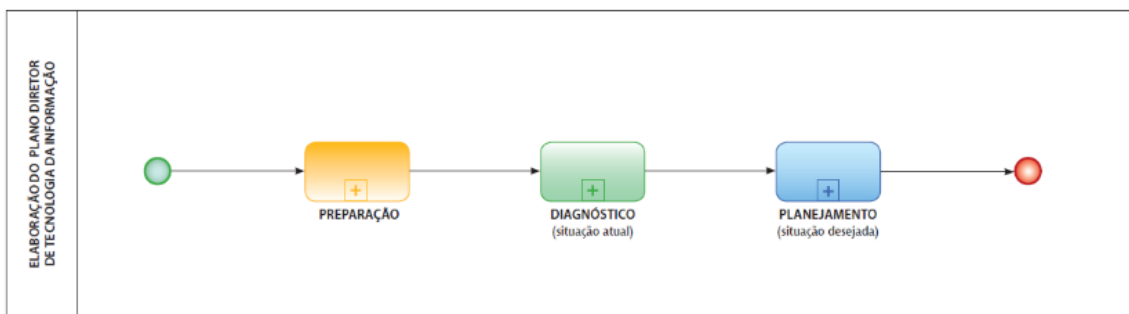 ELABORAÇÃO DO PLANO DIRETOR
DE TECNOLOGIA DA INFORMAÇÃO
PREPARAÇÃO
DIAGNÓSTICO
(situação atual)
PLANEJAMENTO
(situação desejada)